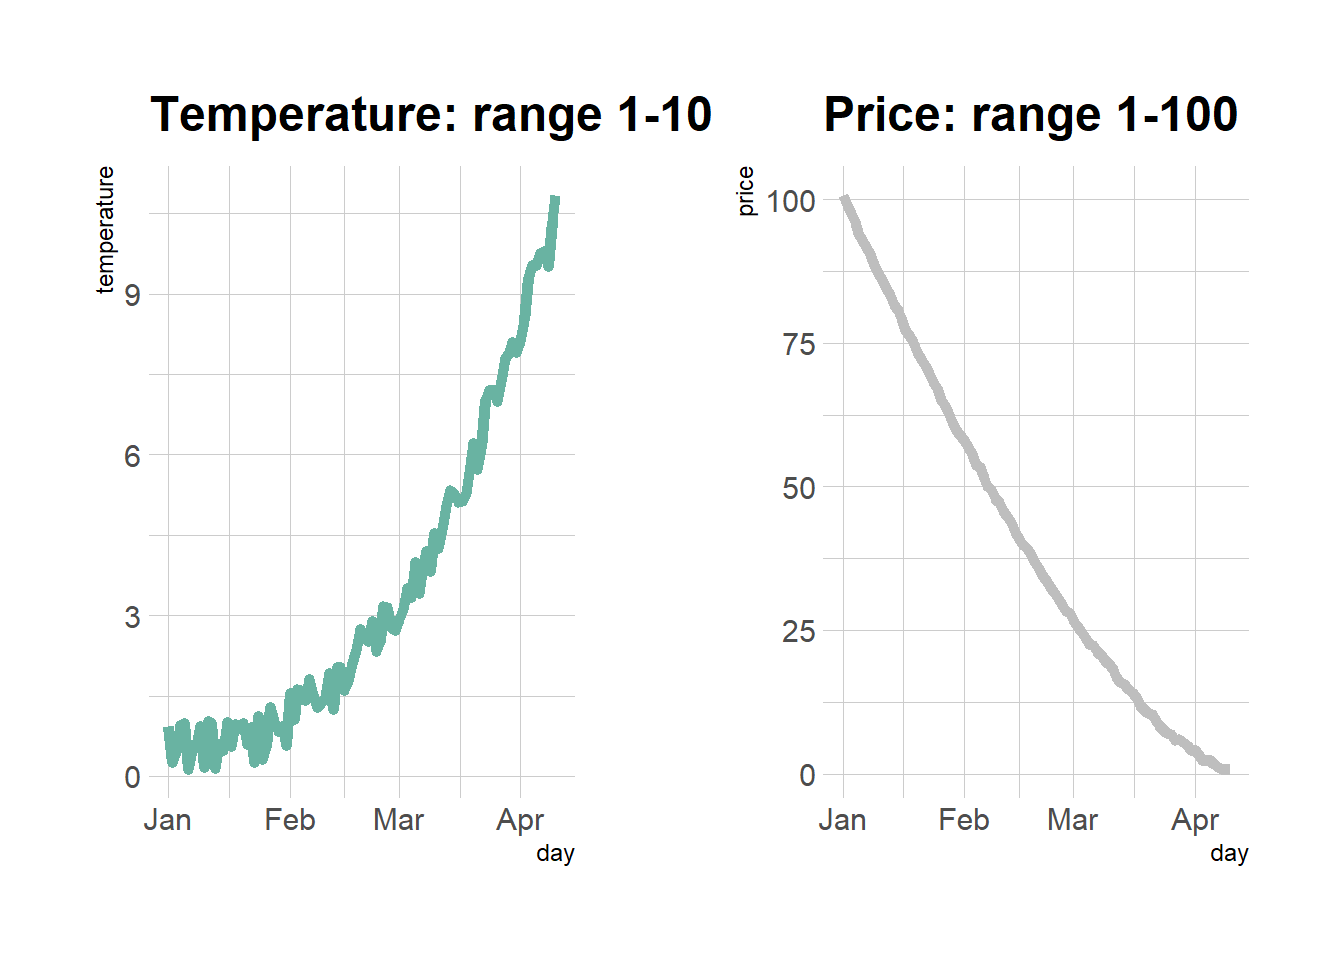 Temperature: range 1-10
temperature
9
6
3
0
Jan Feb Mar Apr
day
Price: range 1-100
price
100
75
50
25
0
Jan Feb Mar Apr
day